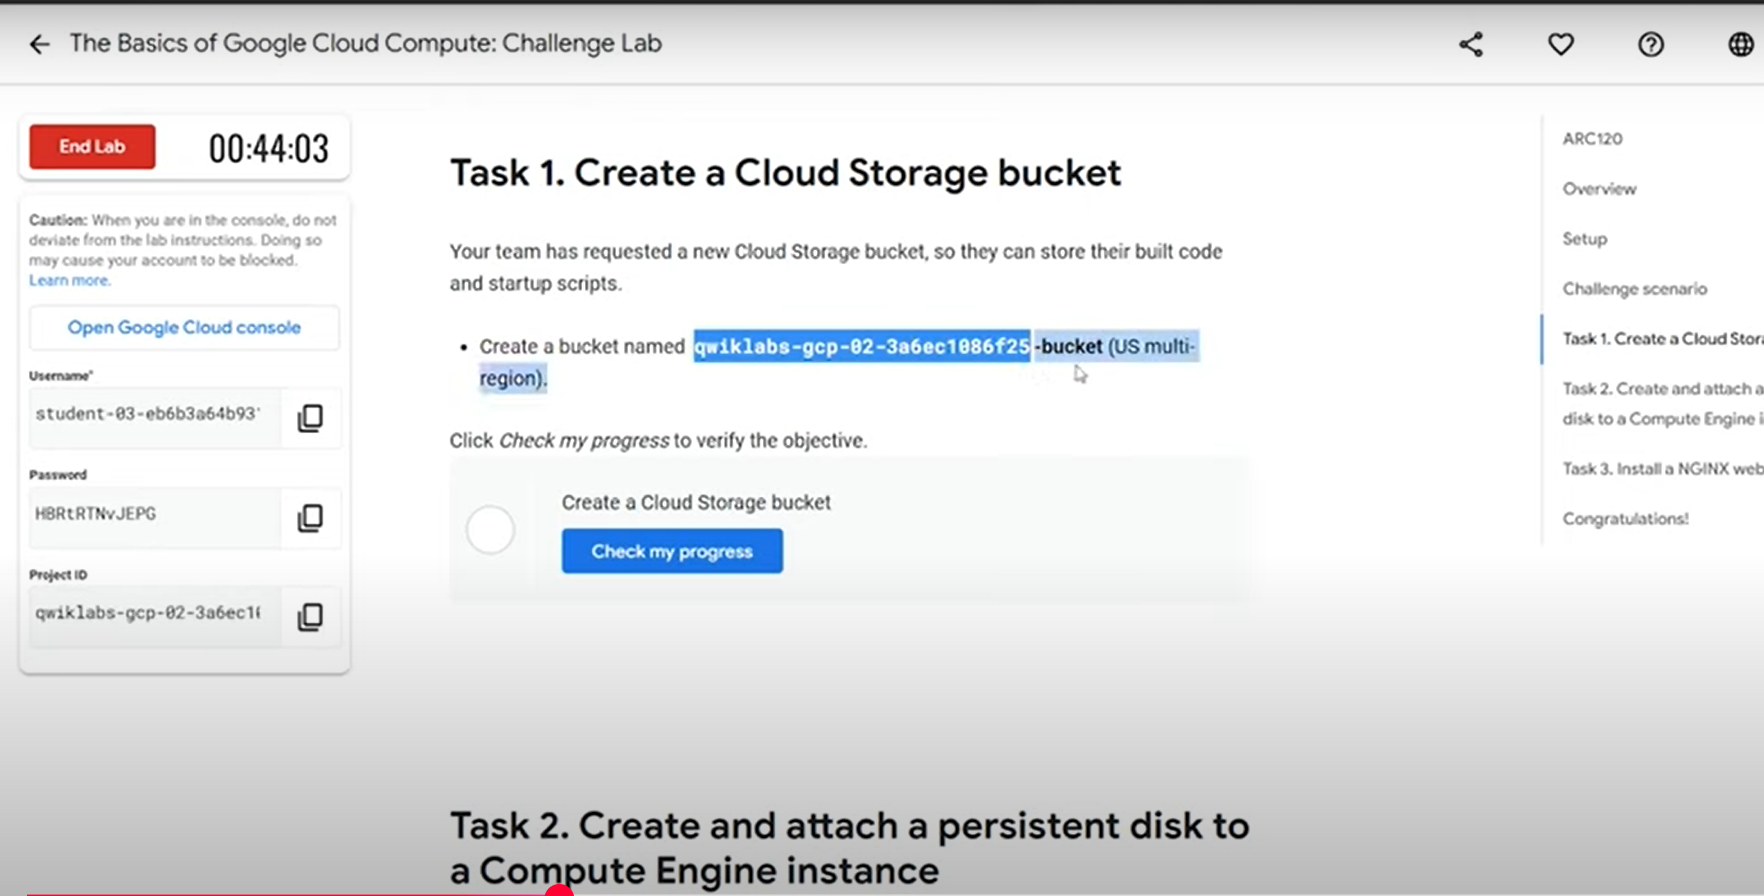 The Basics of Google Cloud Compute: Challenge Lab
End Lab
00:44:03
Caution: When you are in the console, do not
deviate from the lab instructions. Doing so
may cause your account to be blocked.
Learn more.
Open Google Cloud console
Username*
student-03-eb6b3a64b93
Password
HBRtRTNvJEPG
Project ID
qwiklabs-gcp-02-3a6ec1
Task 1. Create a Cloud Storage bucket
Your team has requested a new Cloud Storage bucket, so they can store their built code
and startup scripts.
• Create a bucket named qwiklabs-gcp-02-3a6ec1086f25-bucket (US multi-
region).
Click Check my progress to verify the objective.
Create a Cloud Storage bucket
Check my progress
Task 2. Create and attach a persistent disk to
a Compute Engine instance
ARC120
Overview
Setup
Challenge scenario
Task 1. Create a Cloud Stor
Task 2. Create and attach a
disk to a Compute Engine i
Task 3. Install a NGINX web
Congratulations!